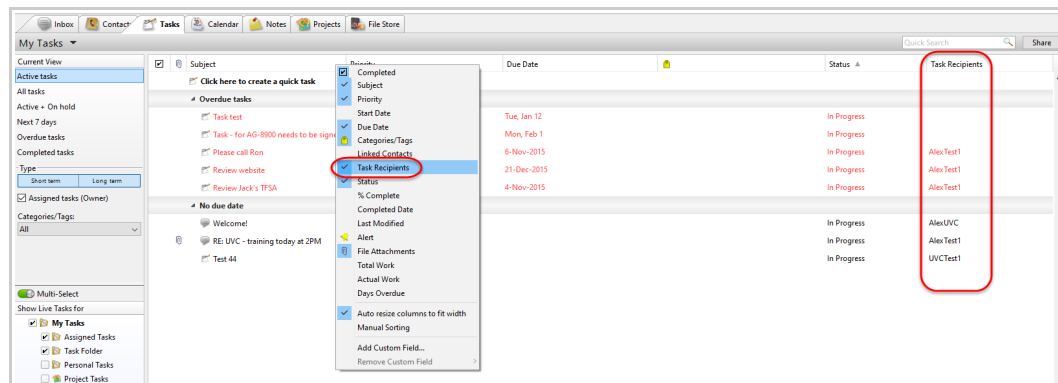 Inbox Contact Tasks Calendar Notes Projects File Store
My Tasks Quick Search Share
Current View
Active tasks
All tasks
Active + On hold
Next 7 days
Overdue tasks
Completed tasks
Type
Short term Long term
Assigned tasks (Owner)
Categories/Tags:
All
Multi-Select
Show Live Tasks for
My Tasks
Assigned Tasks
Task Folder
Personal Tasks
Project Tasks
Subject Priority Due Date Status Task Recipients
Click here to create a quick task
Overdue tasks
Task test Tue, Jan 12 In Progress
Task - for AG-8900 needs to be signe Mon, Feb 1 In Progress
Please call Ron 6-Nov-2015 In Progress AlexTest1
Review website 21-Dec-2015 In Progress AlexTest1
Review Jack's TFSA 4-Nov-2015 In Progress AlexTest1
No due date
Welcome! In Progress AlexUVC
RE: UVC - training today at 2PM In Progress AlexTest1
Test 44 In Progress UVCTest1
Completed
Subject
Priority
Start Date
Due Date
Categories/Tags
Linked Contacts
Task Recipients
Status
% Complete
Completed Date
Last Modified
Alert
File Attachments
Total Work
Actual Work
Days Overdue
Auto resize columns to fit width
Manual Sorting
Add Custom Field...
Remove Custom Field